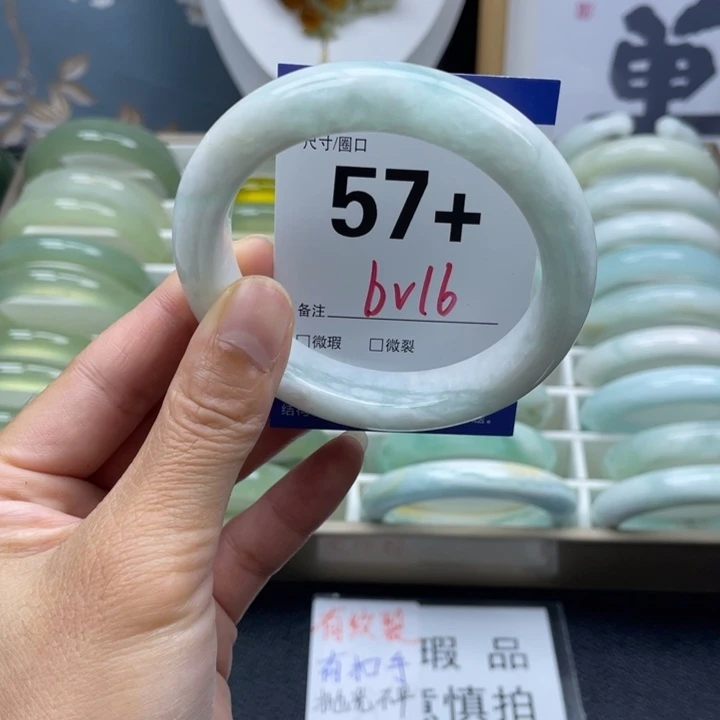 尺寸/圈口
57+
备注 bv16
□微瑕 □微裂
有纹裂
有扣手
瑕 品
慎拍